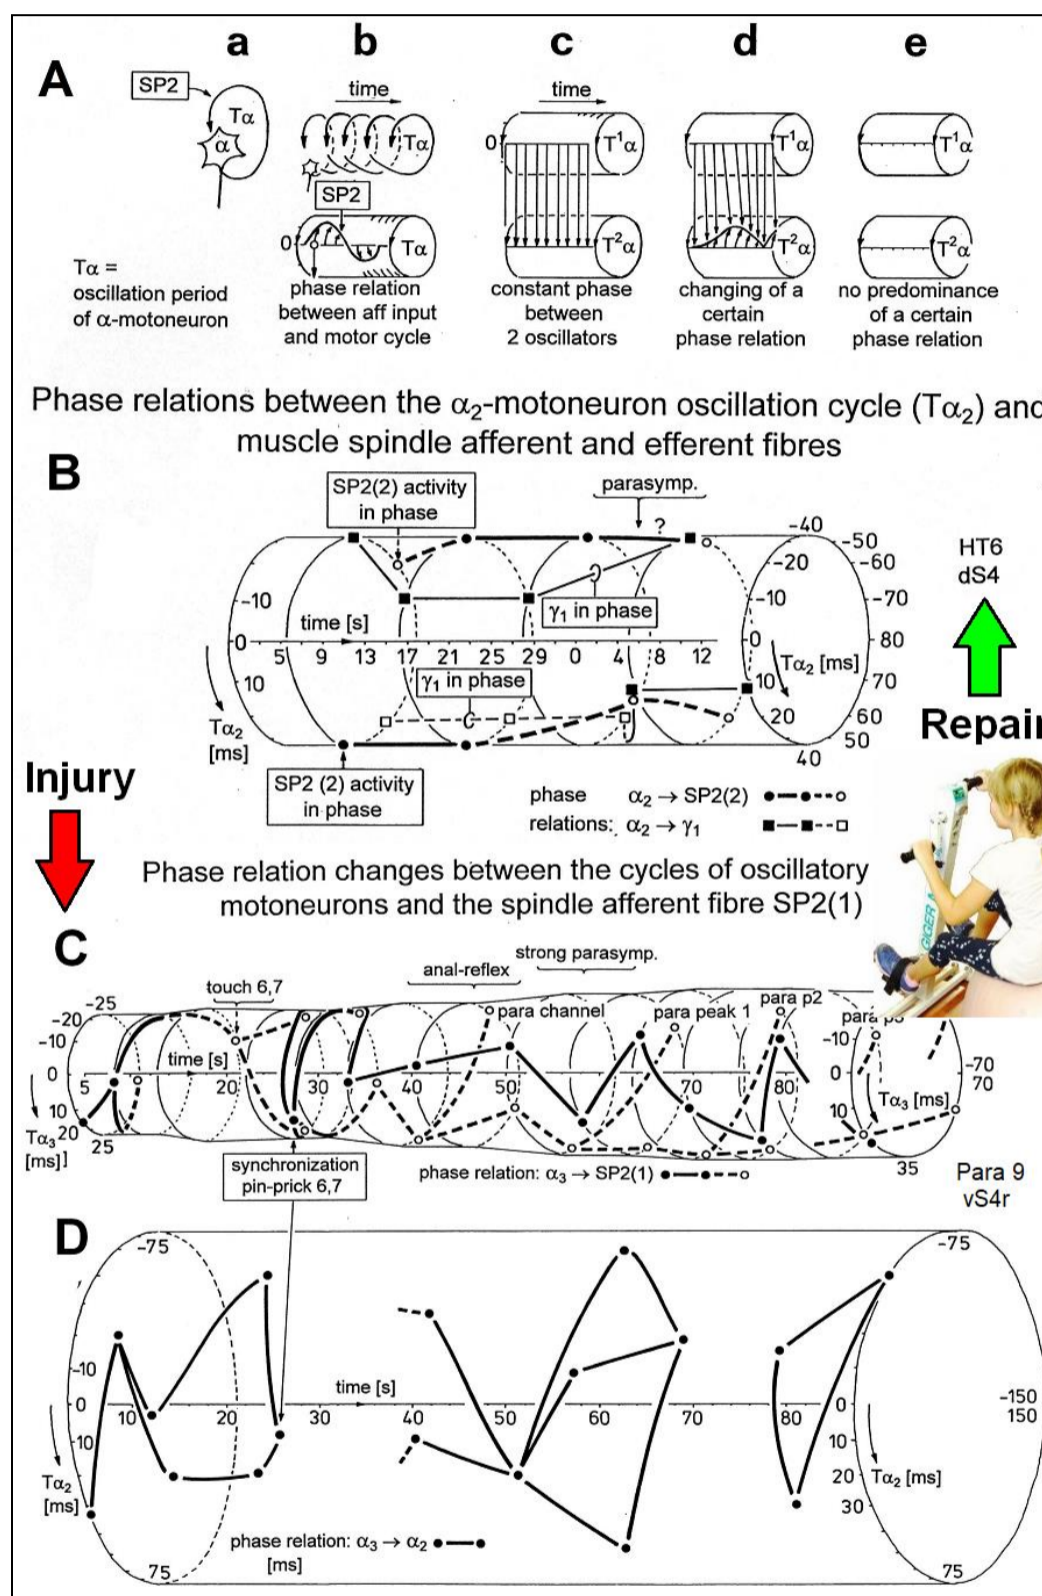 a b c d e
A
SP2
Tα
α
time
Tα
SP2
0
Tα
time
0
T¹α
T²α
T¹α
T²α
T¹α
T²α
Tα =
oscillation period
of α-motoneuron
phase relation
between aff input
and motor cycle
constant phase
between
2 oscillators
changing of a
certain
phase relation
no predominance
of a certain
phase relation
Phase relations between the α₂-motoneuron oscillation cycle (Tα₂) and
muscle spindle afferent and efferent fibres
B
SP2(2) activity
in phase
parasymp.
?
-40
-50
-20
-60
HT6
dS4
-10
γ₁ in phase
-10
-70
time [s]
0
5 9 13 17 21 25 29 0 4 8 12
0
80
Tα₂ [ms]
10
γ₁ in phase
10
70
20
60
50
40
Tα₂
[ms]
Repair
Injury
SP2 (2) activity
in phase
phase α₂ → SP2(2)
relations: α₂ → γ₁
GIGER M
Phase relation changes between the cycles of oscillatory
motoneurons and the spindle afferent fibre SP2(1)
C
strong parasymp.
anal-reflex
touch 6,7
-25
-20
-10
para channel
para peak 1
para p2
para p3
-10
time [s]
0
5 20 30 40 50 60 70 80
0
-70
70
10
Tα₃ 20
[ms]]
25
10
Tα₃ [ms]
synchronization
pin-prick 6,7
phase relation: α₃ → SP2(1)
35
Para 9
vS4r
D
-75
-75
-10
time [s]
0
10 20 30 40 50 60 70 80
0
-150
150
10
10
Tα₂
[ms]
20
Tα₂ [ms]
30
phase relation: α₃ → α₂
[ms]
75
75